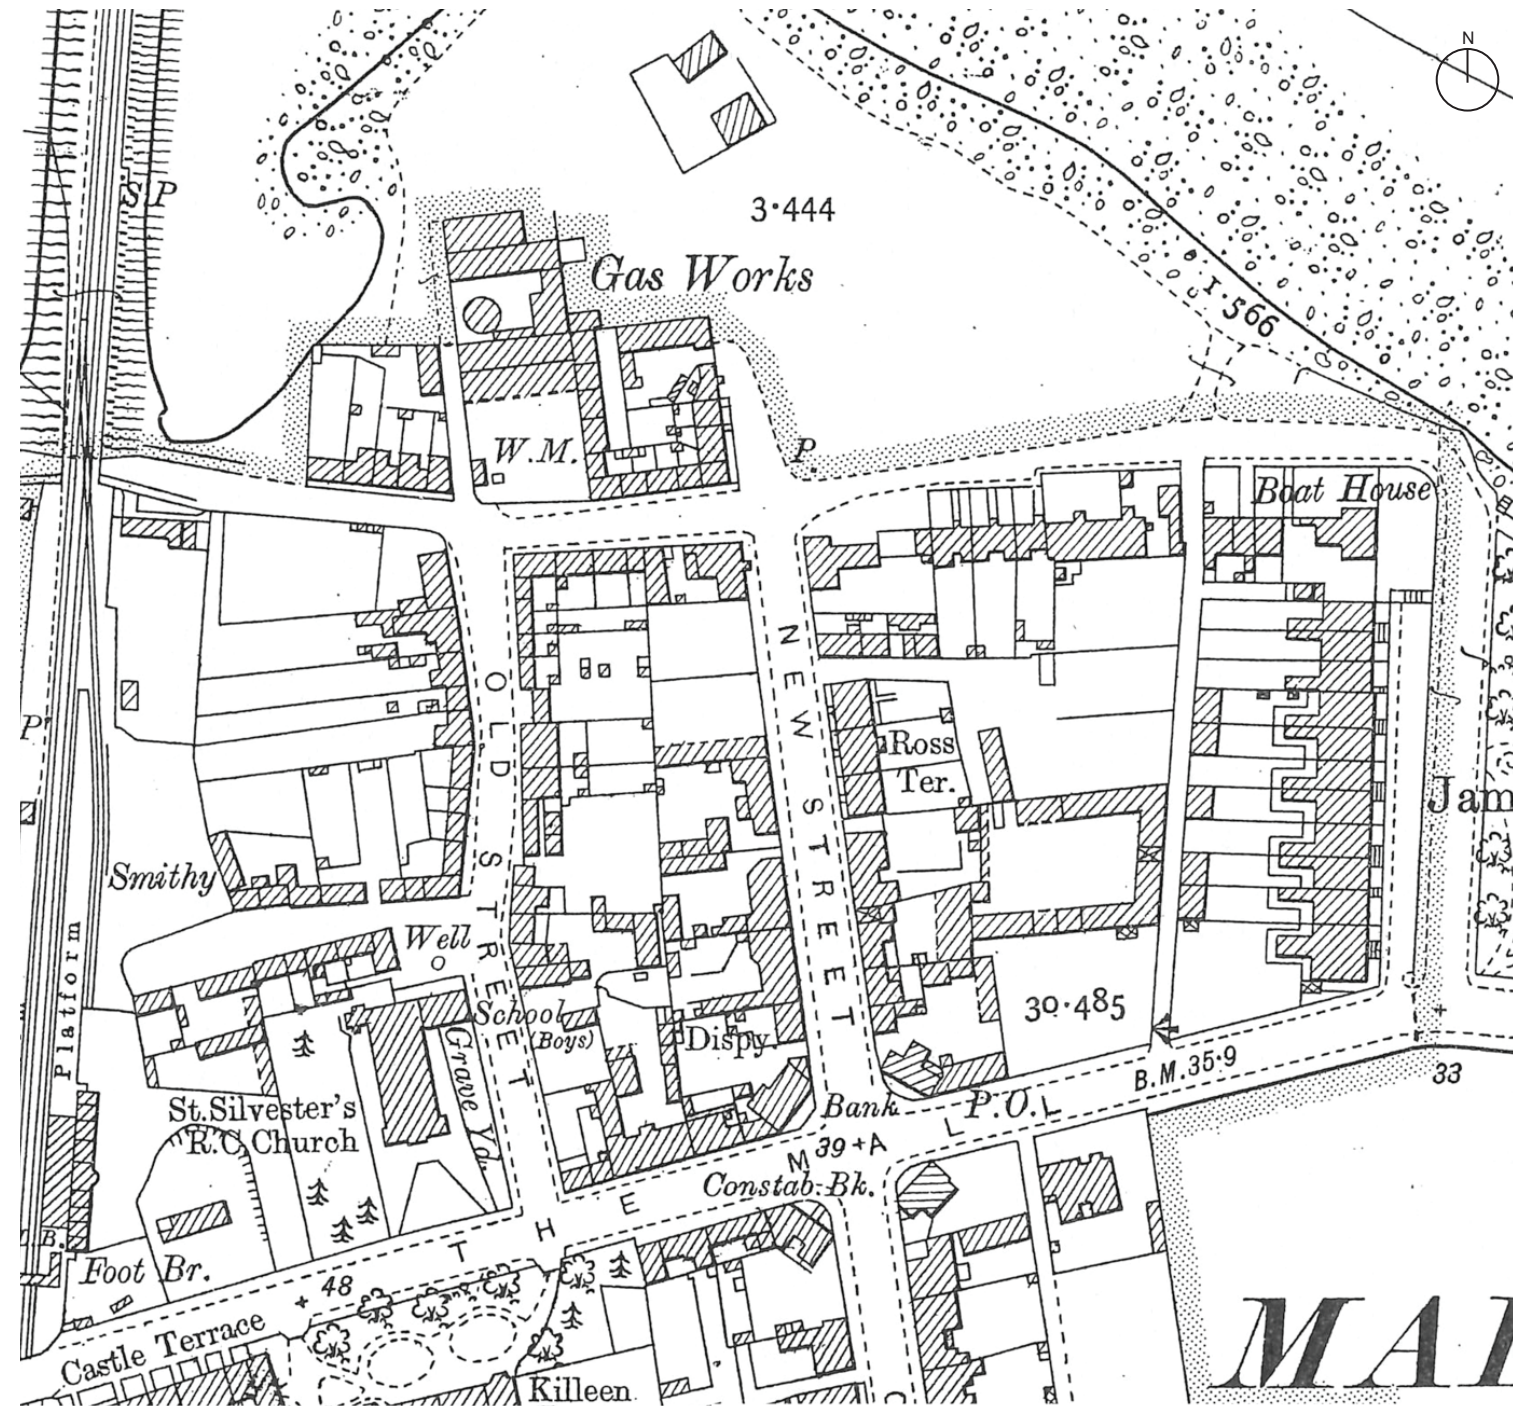 N
S.P
3·444
Gas Works
1·566
W.M.
P.
Boat House
OLD STREET
NEW STREET
P
Ross
Ter.
Jam
Smithy
Well
Platform
School
(Boys)
Grave Yd.
Dispy.
30·485
B.M.35·9
33
St.Silvester's
R.C.Church
Bank
P.O.
39+A
THE MALL
Constab. Bk.
B.
Foot Br.
+ 48
Castle Terrace
Killeen
C
MAL